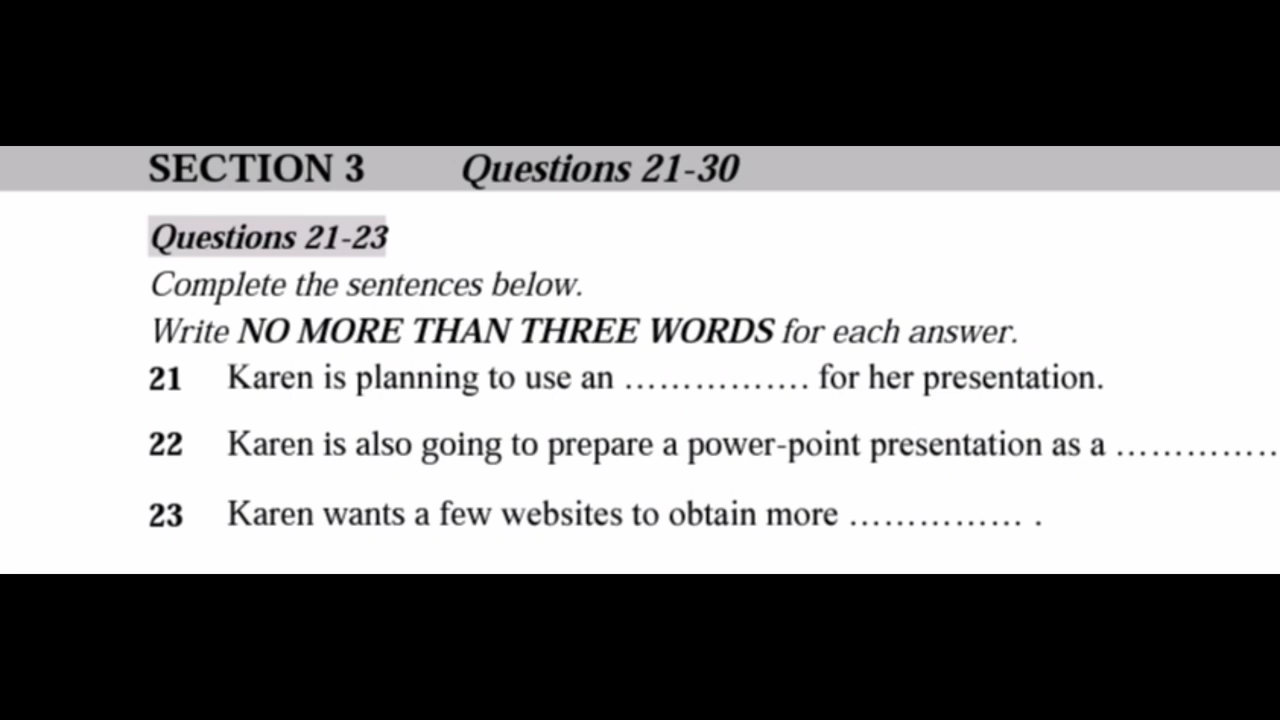 SECTION 3 Questions 21-30
Questions 21-23
Complete the sentences below.
Write NO MORE THAN THREE WORDS for each answer.
21 Karen is planning to use an ................ for her presentation.
22 Karen is also going to prepare a power-point presentation as a ..............
23 Karen wants a few websites to obtain more ............... .